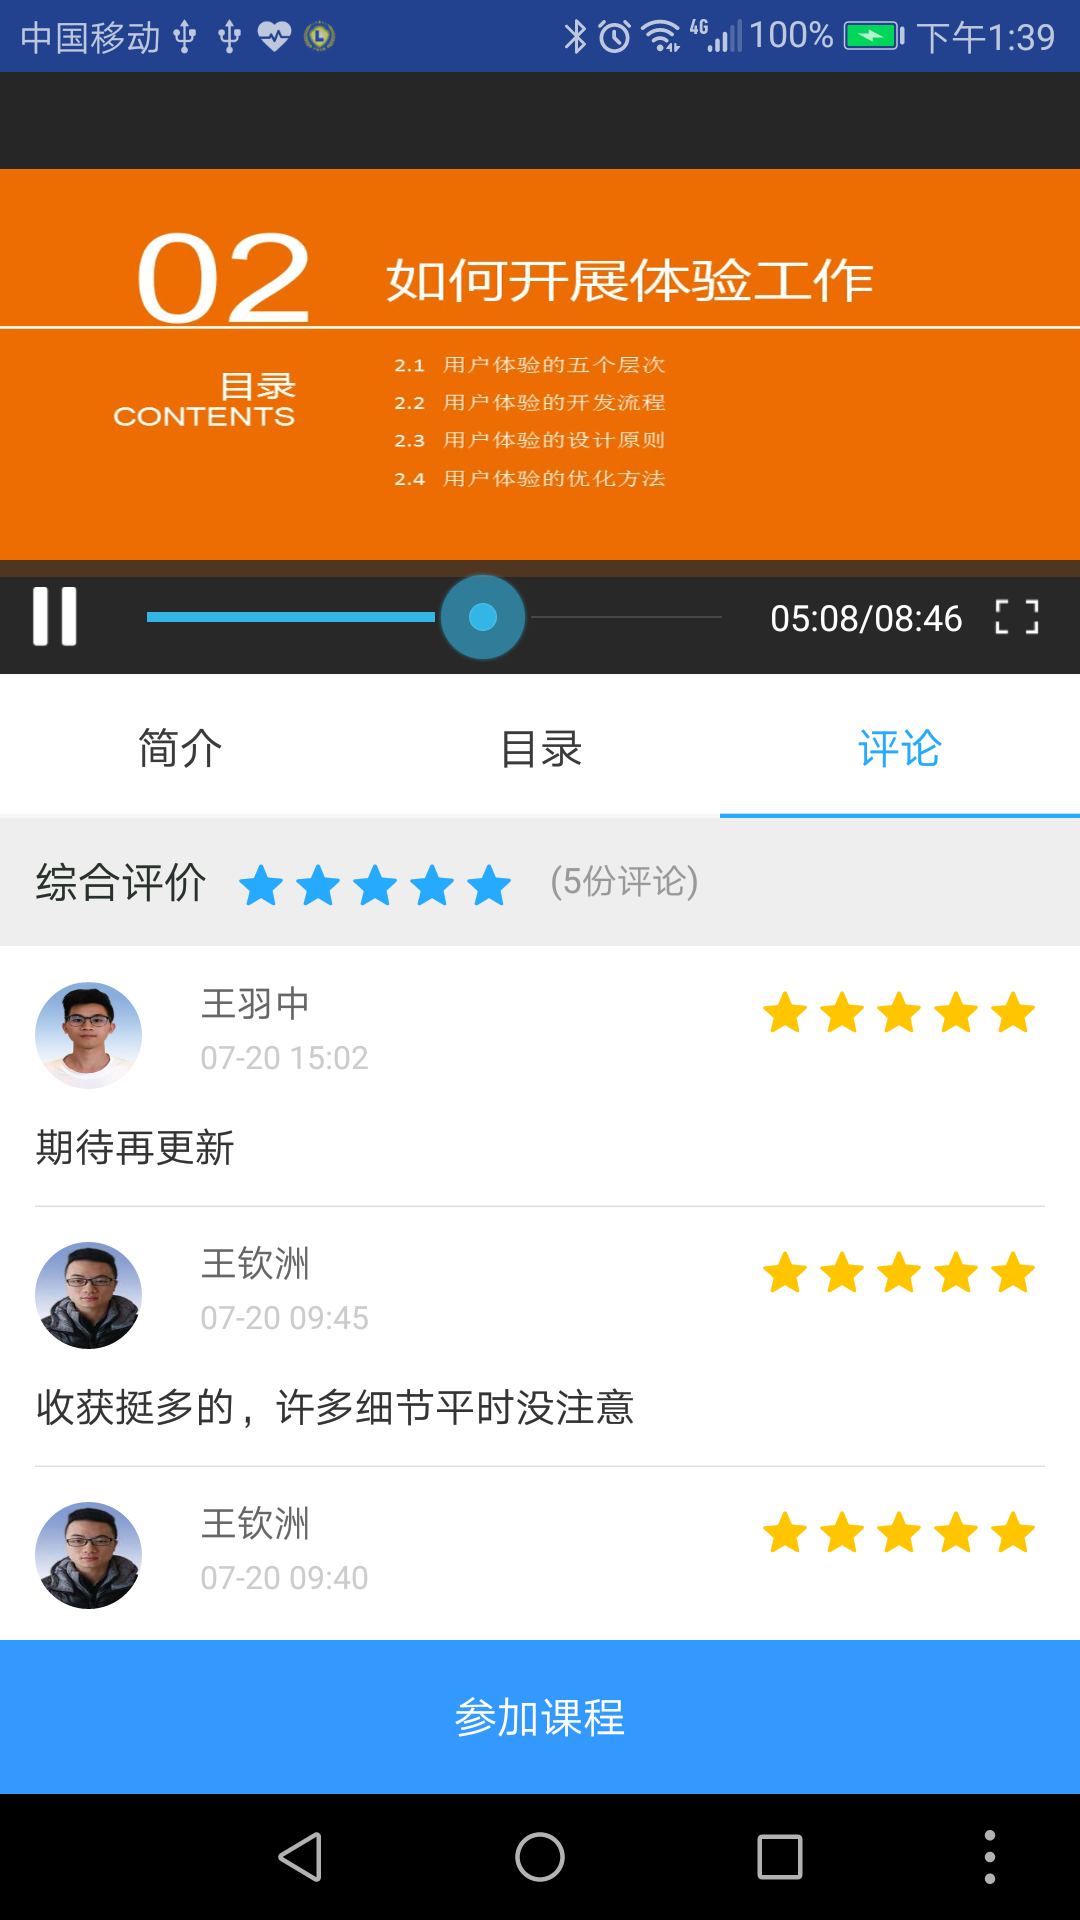 中国移动 4G 100% 下午1:39
02 如何开展体验工作
目录
CONTENTS
2.1 用户体验的五个层次
2.2 用户体验的开发流程
2.3 用户体验的设计原则
2.4 用户体验的优化方法
05:08/08:46
简介 目录 评论
综合评价 (5份评论)
王羽中
07-20 15:02
期待再更新
王钦洲
07-20 09:45
收获挺多的，许多细节平时没注意
王钦洲
07-20 09:40
参加课程